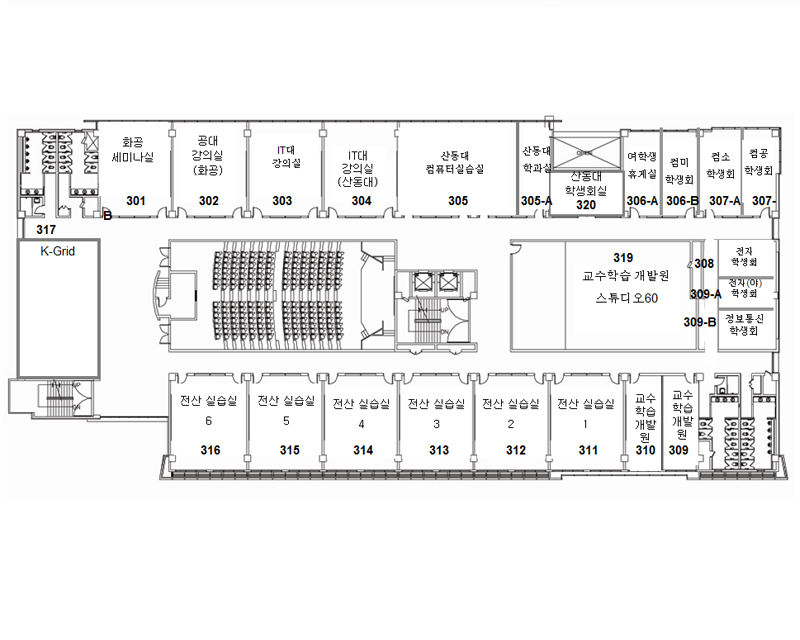 화공
세미나실
301
B
공대
강의실
(화공)
302
IT대
강의실
303
IT대
강의실
(산동대)
304
산동대
컴퓨터실습실
305
산동대
학과실
305-A
OPEN
산동대
학생회실
320
여학생
휴게실
306-A
컴미
학생회
306-B
컴소
학생회
307-A
컴공
학생회
307-
317
K-Grid
UP
DN
319
교수학습 개발원
스튜디오60
308
전자
학생회
309-A
전자(야)
학생회
309-B
정보통신
학생회
UP
DN
전산 실습실
6
316
전산 실습실
5
315
전산 실습실
4
314
전산 실습실
3
313
전산 실습실
2
312
전산 실습실
1
311
교수
학습
개발
원
310
교수
학습
개발
원
309